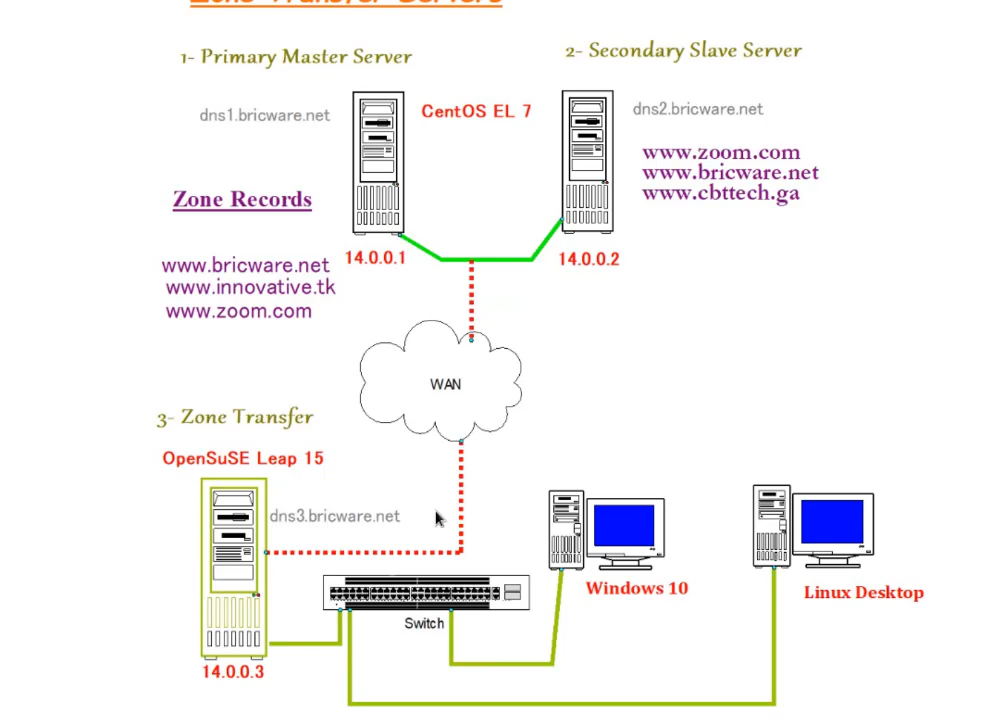 Zone Transfer Servers
1- Primary Master Server
2- Secondary Slave Server
dns1.bricware.net
CentOS EL 7
dns2.bricware.net
www.zoom.com
www.bricware.net
www.cbttech.ga
Zone Records
14.0.0.1
14.0.0.2
www.bricware.net
www.innovative.tk
www.zoom.com
WAN
3- Zone Transfer
OpenSuSE Leap 15
dns3.bricware.net
Windows 10
Linux Desktop
Switch
14.0.0.3